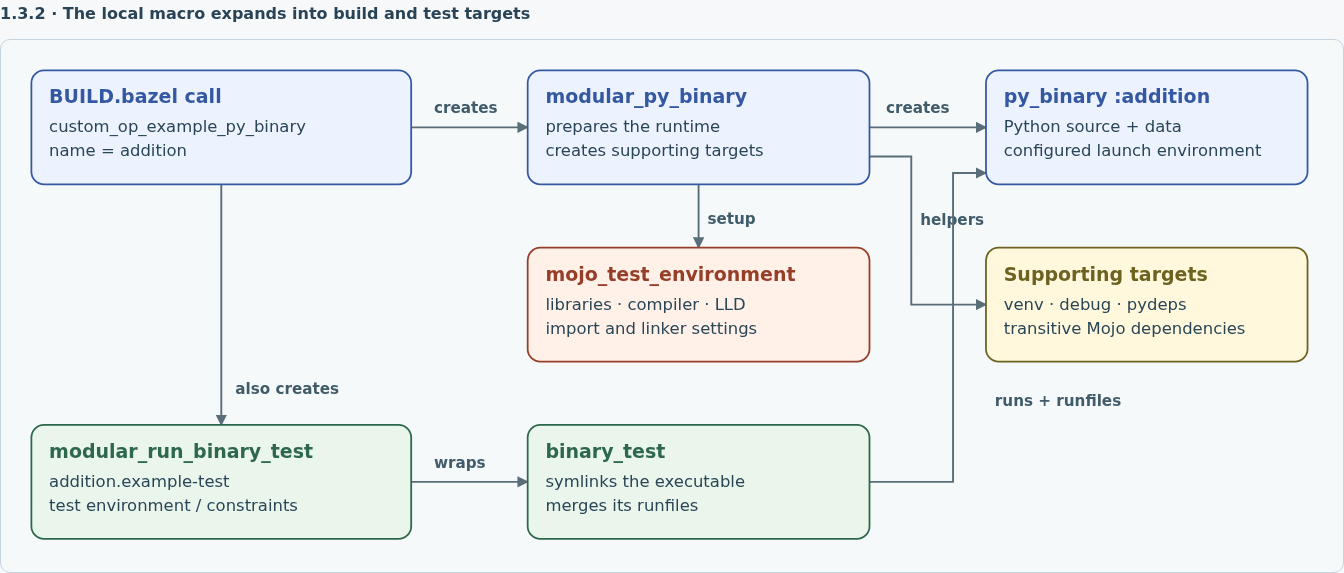 1.3.2 · The local macro expands into build and test targets
BUILD.bazel call
custom_op_example_py_binary
name = addition
creates
modular_py_binary
prepares the runtime
creates supporting targets
creates
py_binary :addition
Python source + data
configured launch environment
setup
helpers
mojo_test_environment
libraries · compiler · LLD
import and linker settings
Supporting targets
venv · debug · pydeps
transitive Mojo dependencies
also creates
runs + runfiles
modular_run_binary_test
addition.example-test
test environment / constraints
wraps
binary_test
symlinks the executable
merges its runfiles